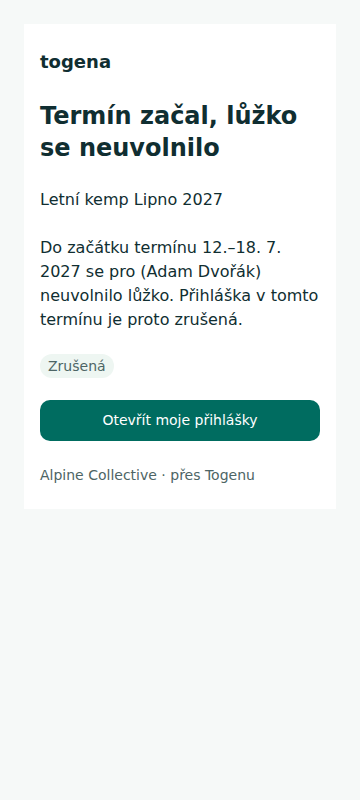 togena
Termín začal, lůžko
se neuvolnilo
Letní kemp Lipno 2027
Do začátku termínu 12.–18. 7.
2027 se pro (Adam Dvořák)
neuvolnilo lůžko. Přihláška v tomto
termínu je proto zrušená.
Zrušená
Otevřít moje přihlášky
Alpine Collective · přes Togenu